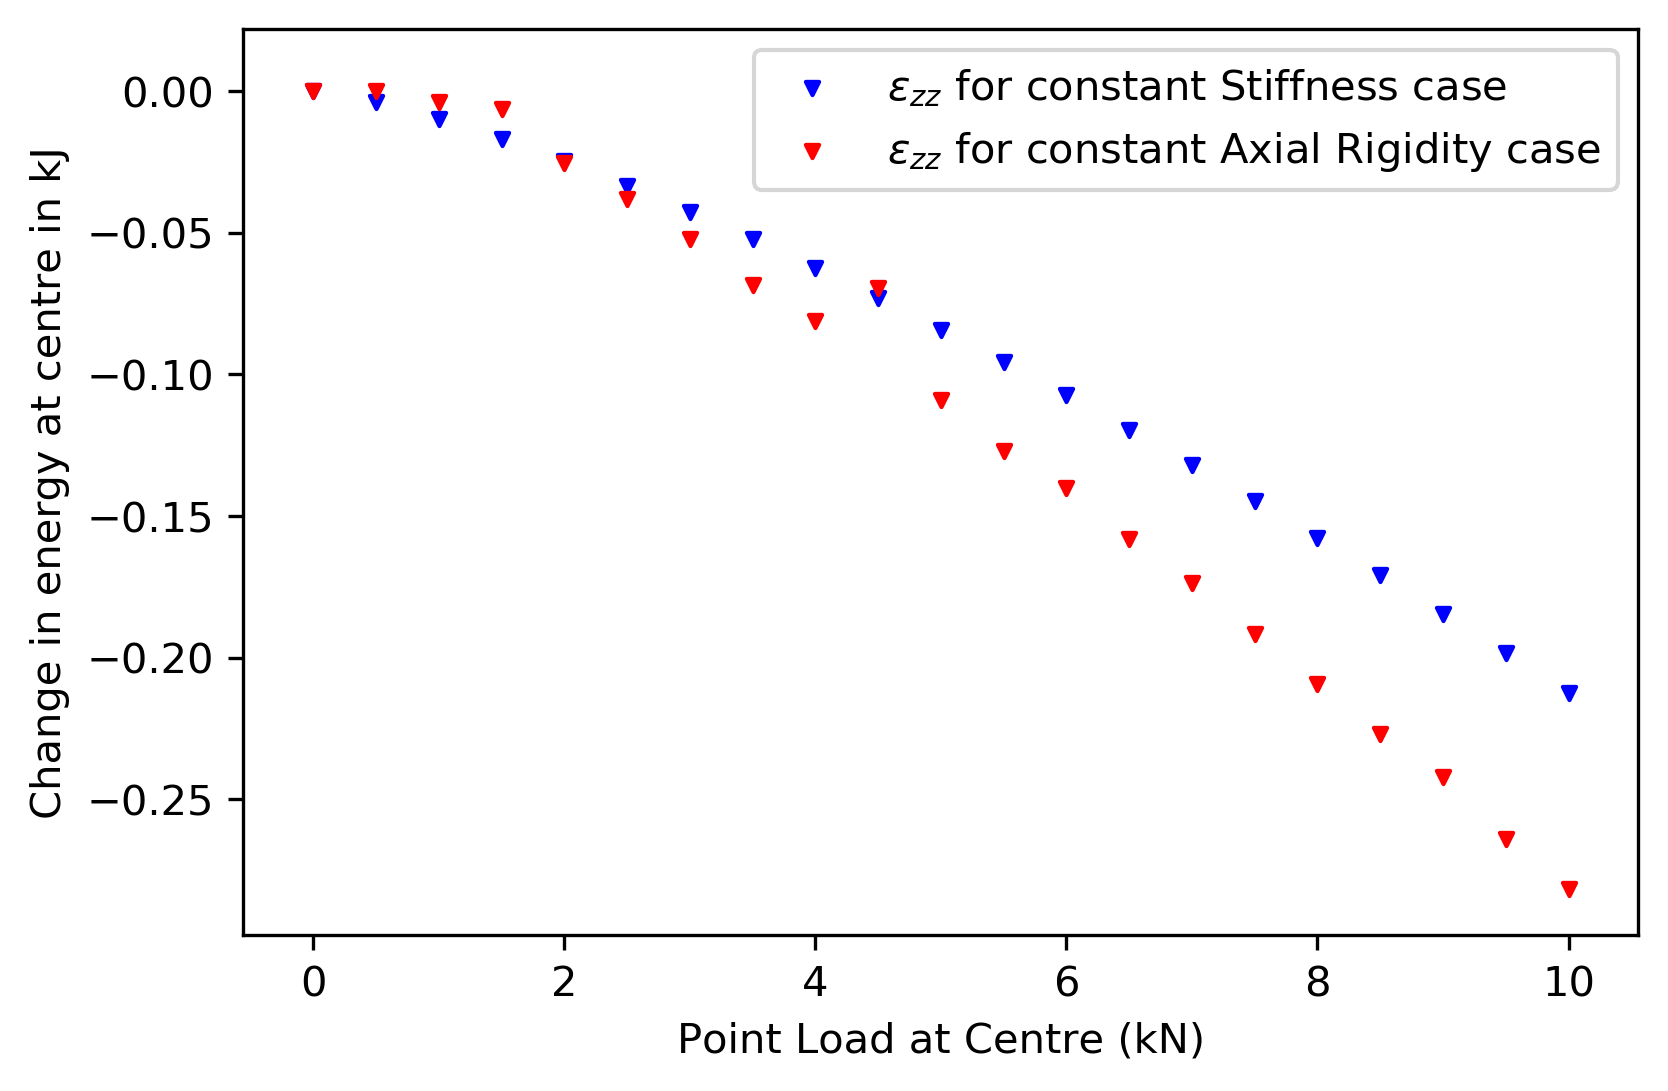 ε_zz for constant Stiffness case
ε_zz for constant Axial Rigidity case
Change in energy at centre in kJ
0.00
−0.05
−0.10
−0.15
−0.20
−0.25
0 2 4 6 8 10
Point Load at Centre (kN)